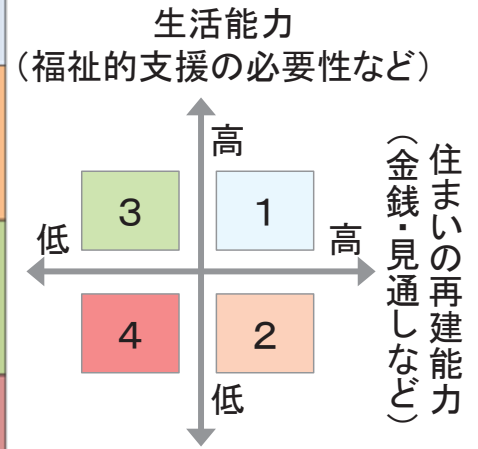 生活能力
（福祉的支援の必要性など）
高
3
1
低
高
4
2
低
住まいの再建能力
（金銭・見通しなど）